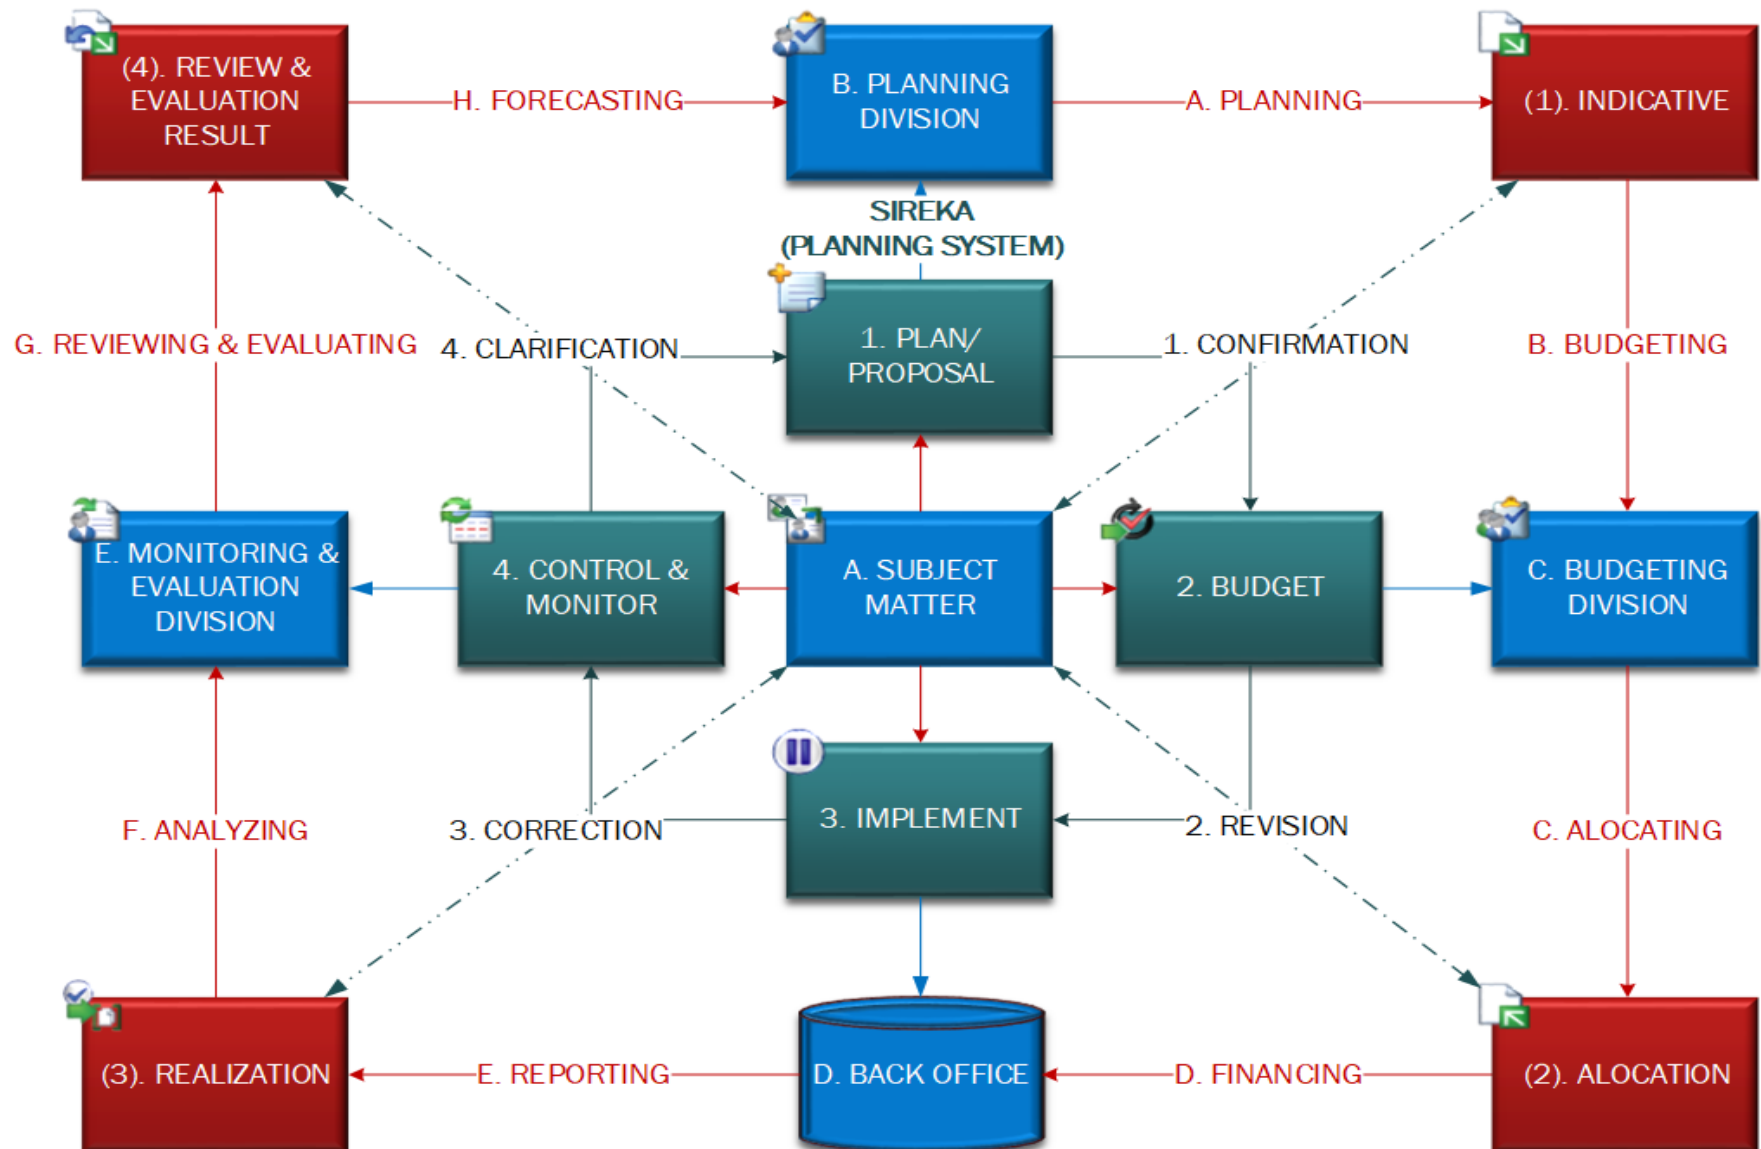 (4). REVIEW &
EVALUATION
RESULT
H. FORECASTING
B. PLANNING
DIVISION
A. PLANNING
(1). INDICATIVE
SIREKA
(PLANNING SYSTEM)
G. REVIEWING & EVALUATING
4. CLARIFICATION
1. PLAN/
PROPOSAL
1. CONFIRMATION
B. BUDGETING
E. MONITORING &
EVALUATION
DIVISION
4. CONTROL &
MONITOR
A. SUBJECT
MATTER
2. BUDGET
C. BUDGETING
DIVISION
F. ANALYZING
3. CORRECTION
3. IMPLEMENT
2. REVISION
C. ALOCATING
(3). REALIZATION
E. REPORTING
D. BACK OFFICE
D. FINANCING
(2). ALOCATION